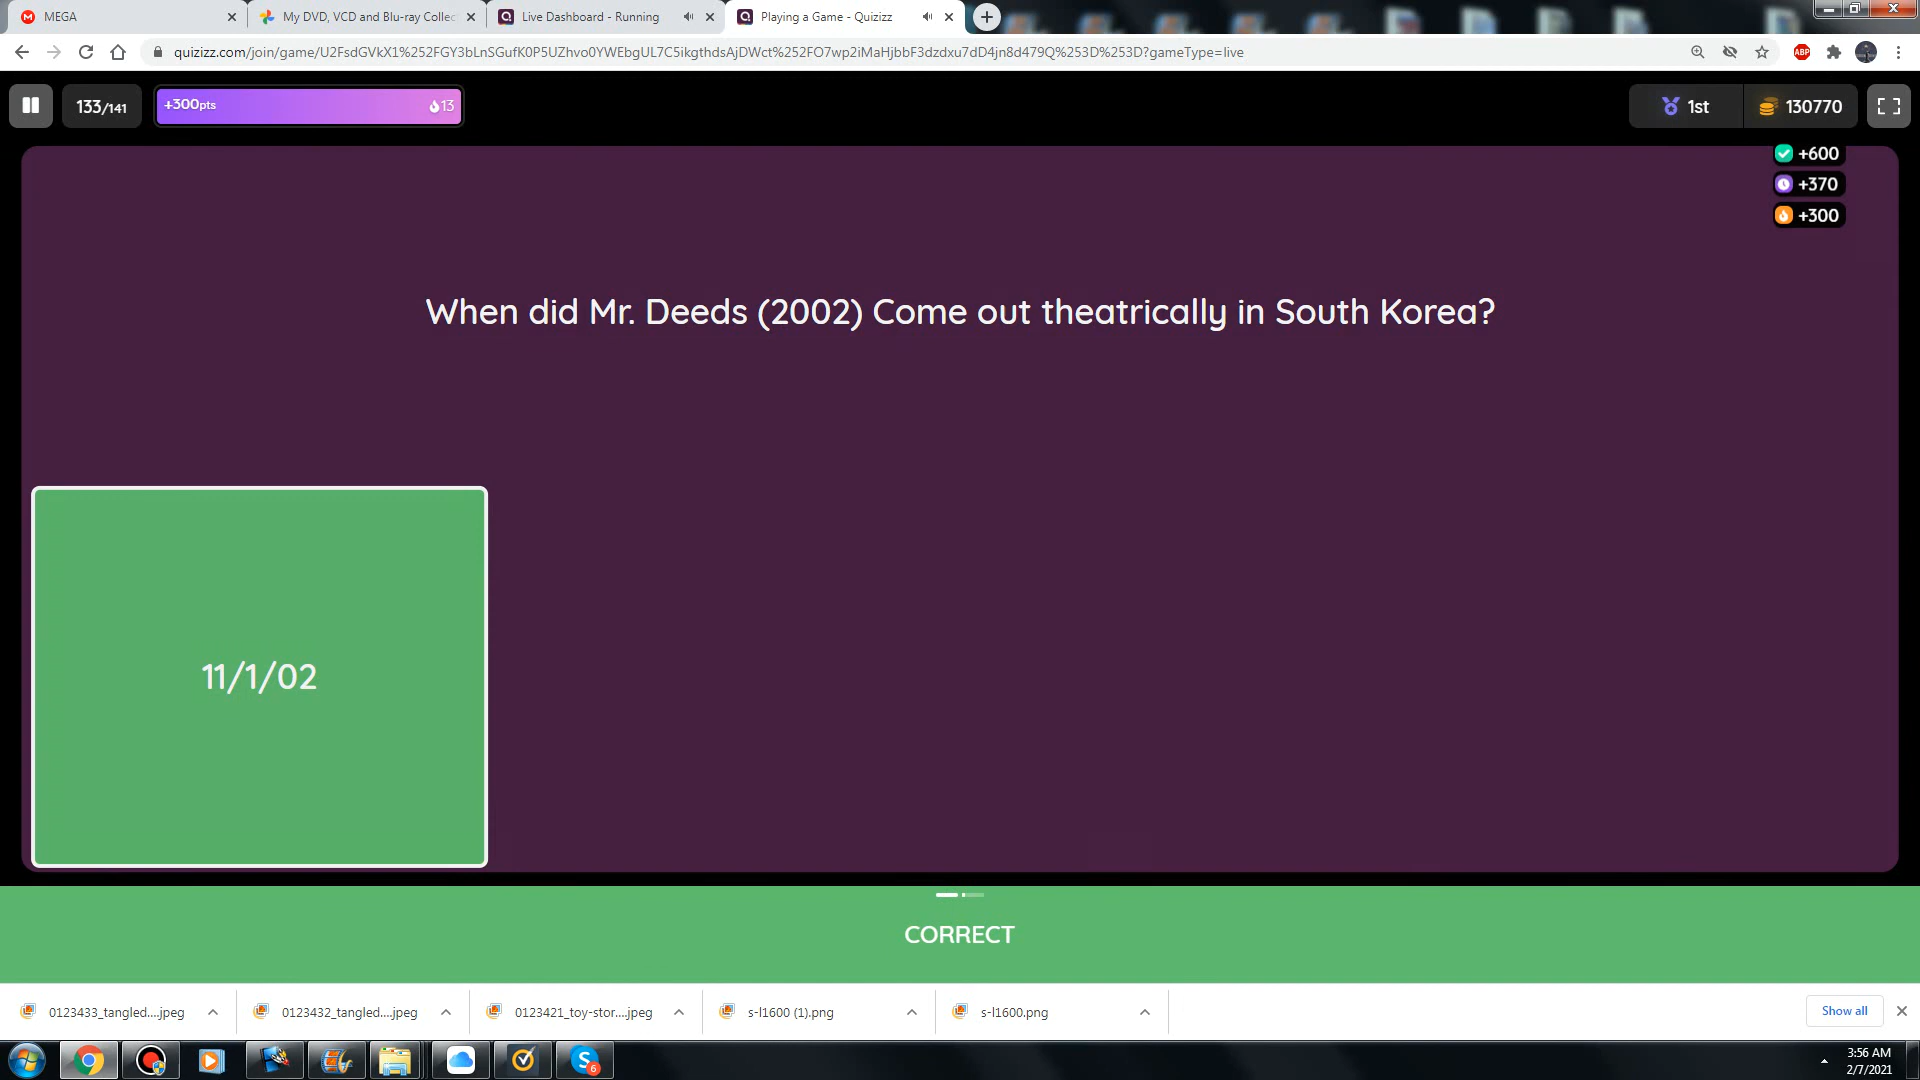 MEGA
My DVD, VCD and Blu-ray Collec
Live Dashboard - Running
Playing a Game - Quizizz
quizizz.com/join/game/U2FsdGVkX1%252FGY3bLnSGufK0P5UZhvo0YWEbgUL7C5ikgthdsAjDWct%252FO7wp2iMaHjbbF3dzdxu7dD4jn8d479Q%253D%253D?gameType=live
ABP
133/141
+300pts
13
1st
130770
+600
+370
+300
When did Mr. Deeds (2002) Come out theatrically in South Korea?
11/1/02
CORRECT
0123433_tangled....jpeg
0123432_tangled....jpeg
0123421_toy-stor....jpeg
s-l1600 (1).png
s-l1600.png
Show all
6
3:56 AM
2/7/2021